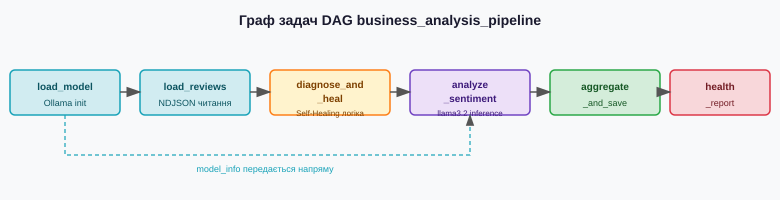 Граф задач DAG business_analysis_pipeline
load_model
Ollama init
load_reviews
NDJSON читання
diagnose_and
_heal
Self-Healing логіка
analyze
_sentiment
llama3.2 inference
aggregate
_and_save
health
_report
model_info передається напряму